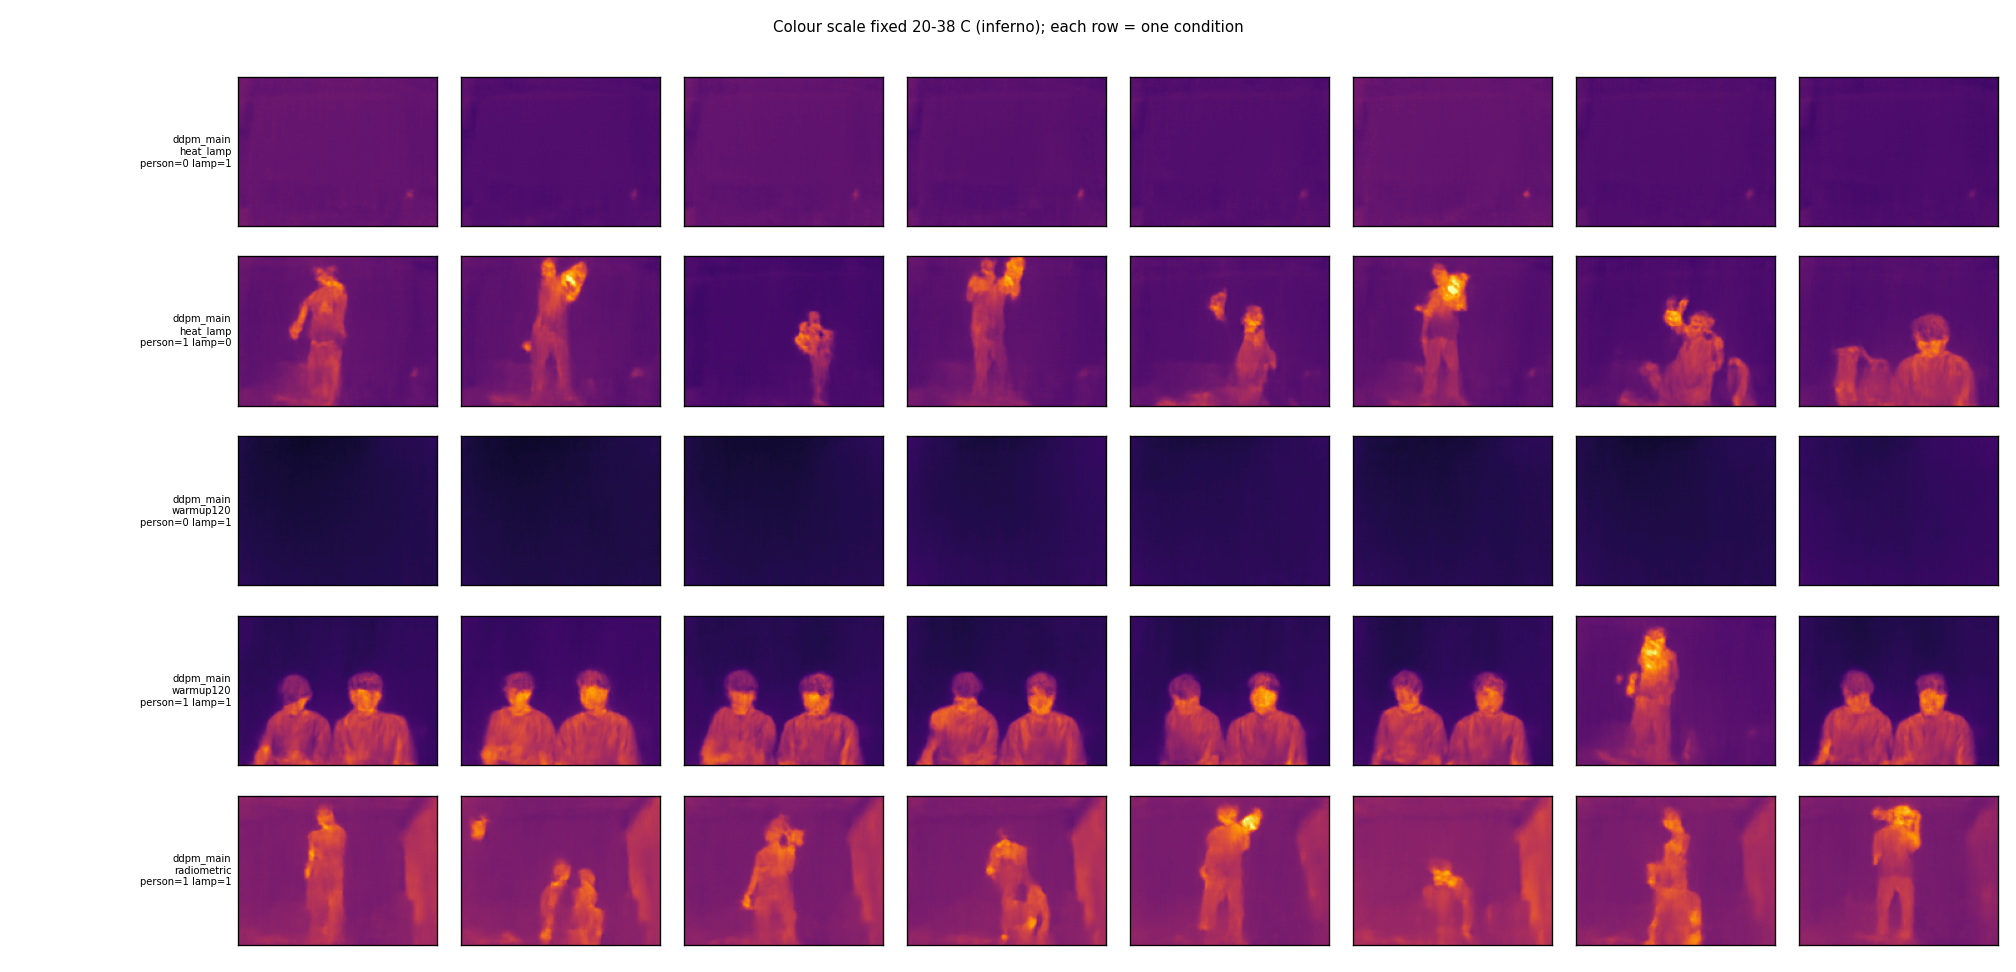 Colour scale fixed 20-38 C (inferno); each row = one condition
ddpm_main
heat_lamp
person=0 lamp=1
ddpm_main
heat_lamp
person=1 lamp=0
ddpm_main
warmup120
person=0 lamp=1
ddpm_main
warmup120
person=1 lamp=1
ddpm_main
radiometric
person=1 lamp=1